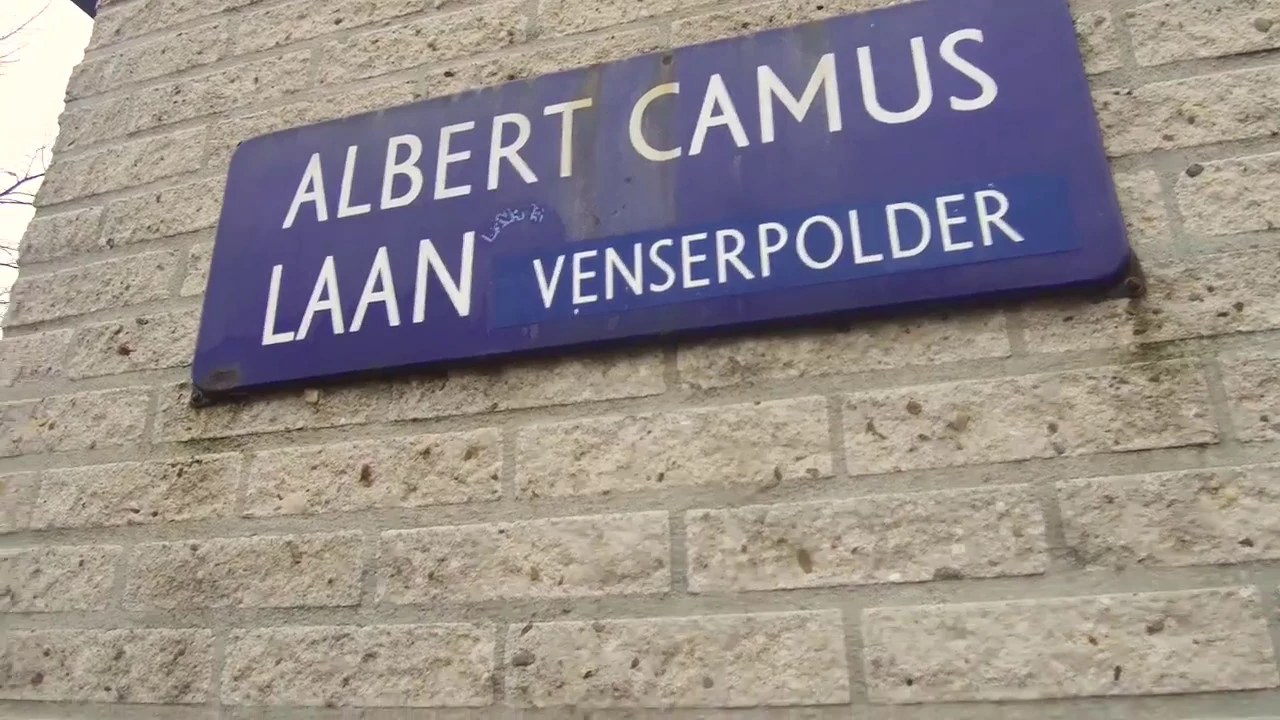 ALBERT CAMUS
LAAN VENSERPOLDER